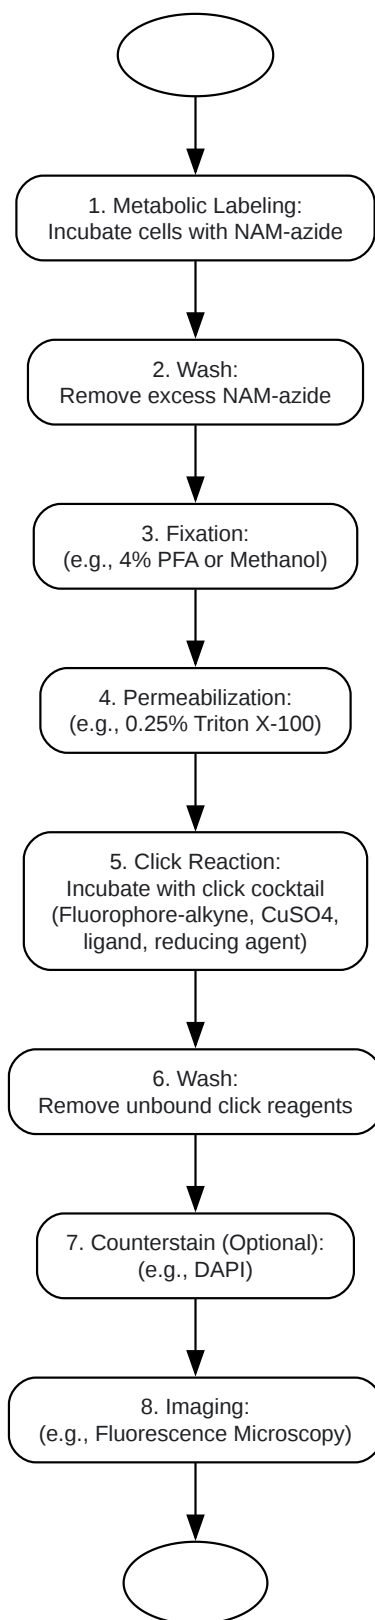 1. Metabolic Labeling:
Incubate cells with NAM-azide
2. Wash:
Remove excess NAM-azide
3. Fixation:
(e.g., 4% PFA or Methanol)
4. Permeabilization:
(e.g., 0.25% Triton X-100)
5. Click Reaction:
Incubate with click cocktail
(Fluorophore-alkyne, CuSO4,
ligand, reducing agent)
6. Wash:
Remove unbound click reagents
7. Counterstain (Optional):
(e.g., DAPI)
8. Imaging:
(e.g., Fluorescence Microscopy)